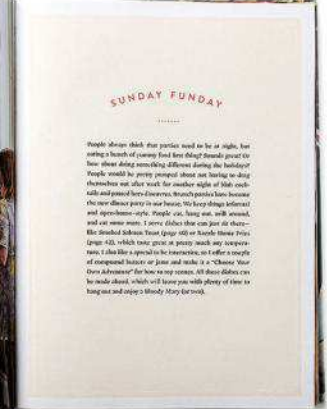 SUNDAY FUNDAY
People always think that parties need to be at night, but
eating a bunch of yummy food first thing? Sounds great! Or
how about doing something different during the holidays?
People would be pretty pumped about not having to drag
themselves out after work for another night of blah cock-
tails and passed hors d'oeuvres. Brunch parties have become
the new dinner party in our house. We keep things informal
and open-house-style. People eat, hang out, mill around,
and eat some more. I serve dishes that can just sit there—
like Smoked Salmon Toast (page 40) or Home Fries
(page 42), which taste great at pretty much any tempera-
ture. I also like a spread to be interactive, so I offer a couple
of compound butters or jams and make it a "Choose Your
Own Adventure" for how to top scones. All these dishes can
be made ahead, which will leave you with plenty of time to
hang out and enjoy a Bloody Mary (or two).